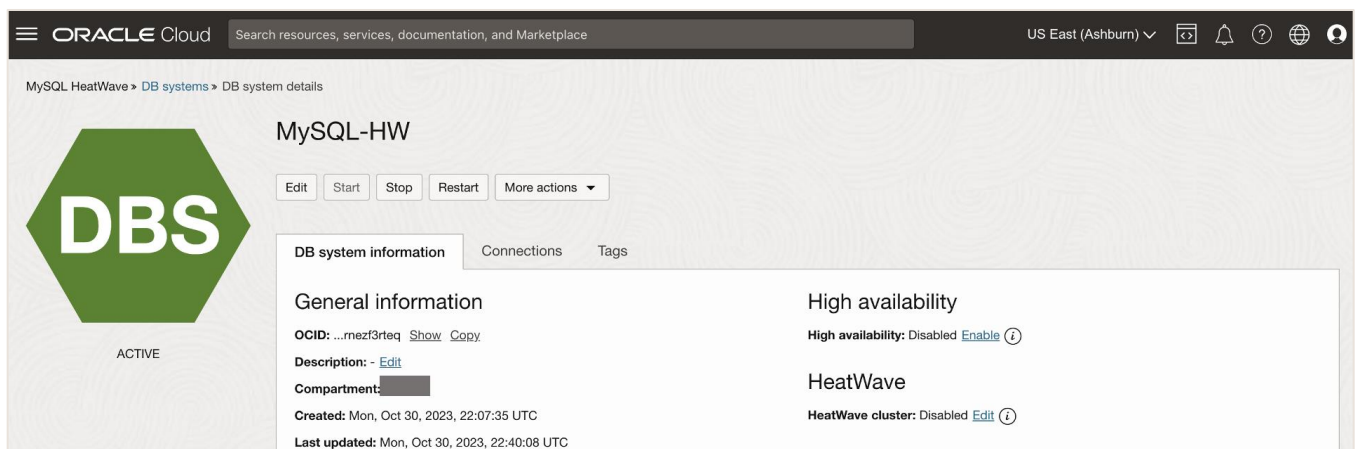 ORACLE Cloud
Search resources, services, documentation, and Marketplace
US East (Ashburn)
MySQL HeatWave » DB systems » DB system details
DBS
ACTIVE
MySQL-HW
Edit Start Stop Restart More actions
DB system information Connections Tags
General information
OCID: ...rnezf3rteq Show Copy
Description: - Edit
Compartment:
Created: Mon, Oct 30, 2023, 22:07:35 UTC
Last updated: Mon, Oct 30, 2023, 22:40:08 UTC
High availability
High availability: Disabled Enable i
HeatWave
HeatWave cluster: Disabled Edit i